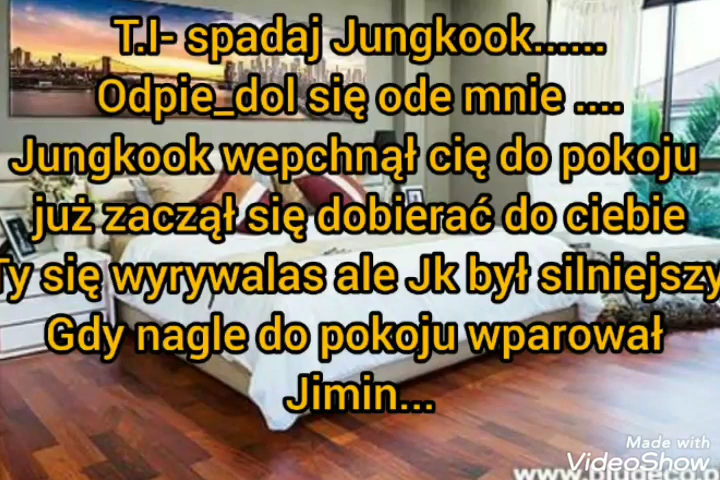 T.I- spadaj Jungkook......
Odpie_dol się ode mnie ....
Jungkook wepchnął cię do pokoju
już zaczął się dobierać do ciebie
Ty się wyrywalas ale Jk był silniejszy
Gdy nagle do pokoju wparował
Jimin...
Made with
VideoShow